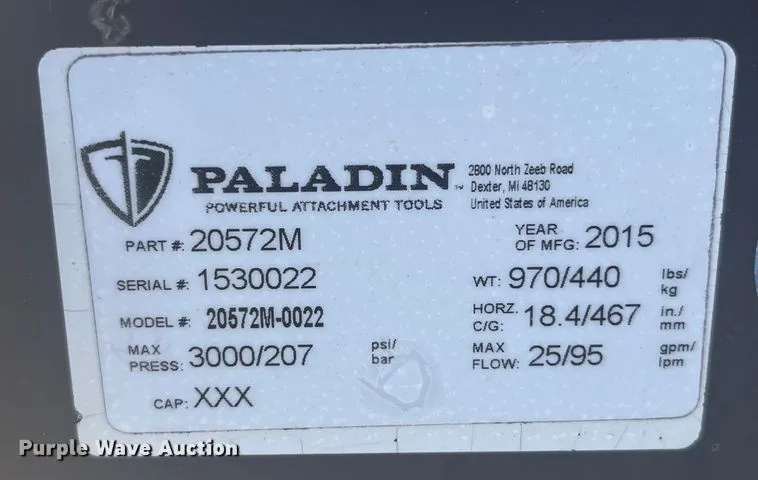 PALADIN™
POWERFUL ATTACHMENT TOOLS
2800 North Zeeb Road
Dexter, MI 48130
United States of America
PART #: 20572M
YEAR OF MFG: 2015
SERIAL #: 1530022
WT: 970/440 lbs/ kg
MODEL #: 20572M-0022
HORZ. C/G: 18.4/467 in./ mm
MAX PRESS: 3000/207 psi/ bar
MAX FLOW: 25/95 gpm/ lpm
CAP: XXX
Purple Wave Auction